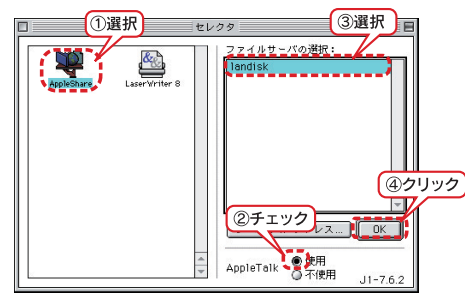 セレクタ
①選択
③選択
ファイルサーバの選択：
AppleShare
LaserWriter 8
landisk
④クリック
②チェック
レス...
OK
AppleTalk
使用
不使用
J1-7.6.2